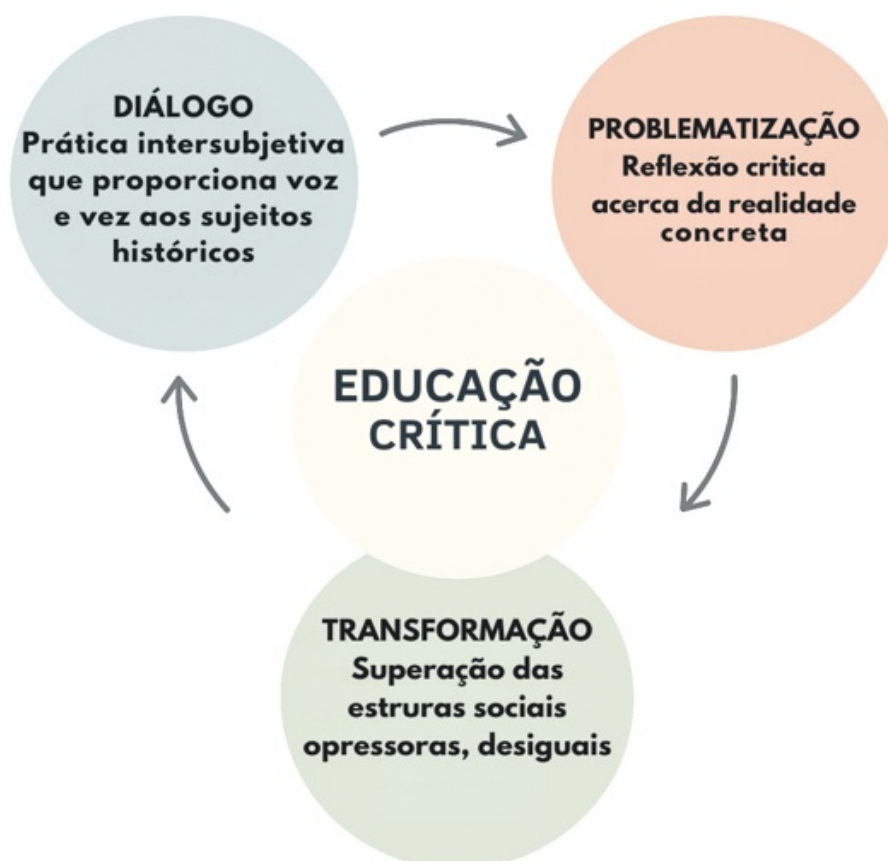 DIÁLOGO
Prática intersubjetiva
que proporciona voz
e vez aos sujeitos
históricos
PROBLEMATIZAÇÃO
Reflexão critica
acerca da realidade
concreta
EDUCAÇÃO
CRÍTICA
TRANSFORMAÇÃO
Superação das
estruras sociais
opressoras, desiguais